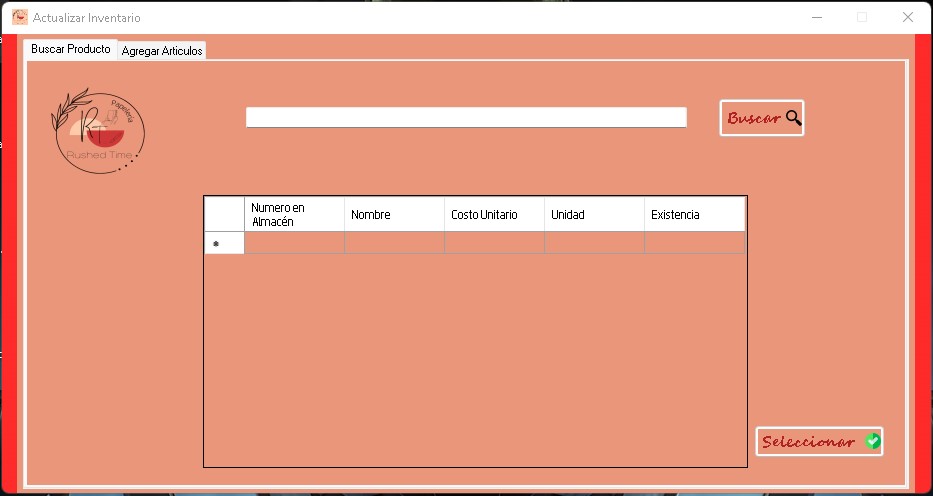 Actualizar Inventario
Buscar Producto
Agregar Articulos
Papelería
RT
Rushed Time
Buscar
Numero en
Almacén
Nombre
Costo Unitario
Unidad
Existencia
*
Seleccionar